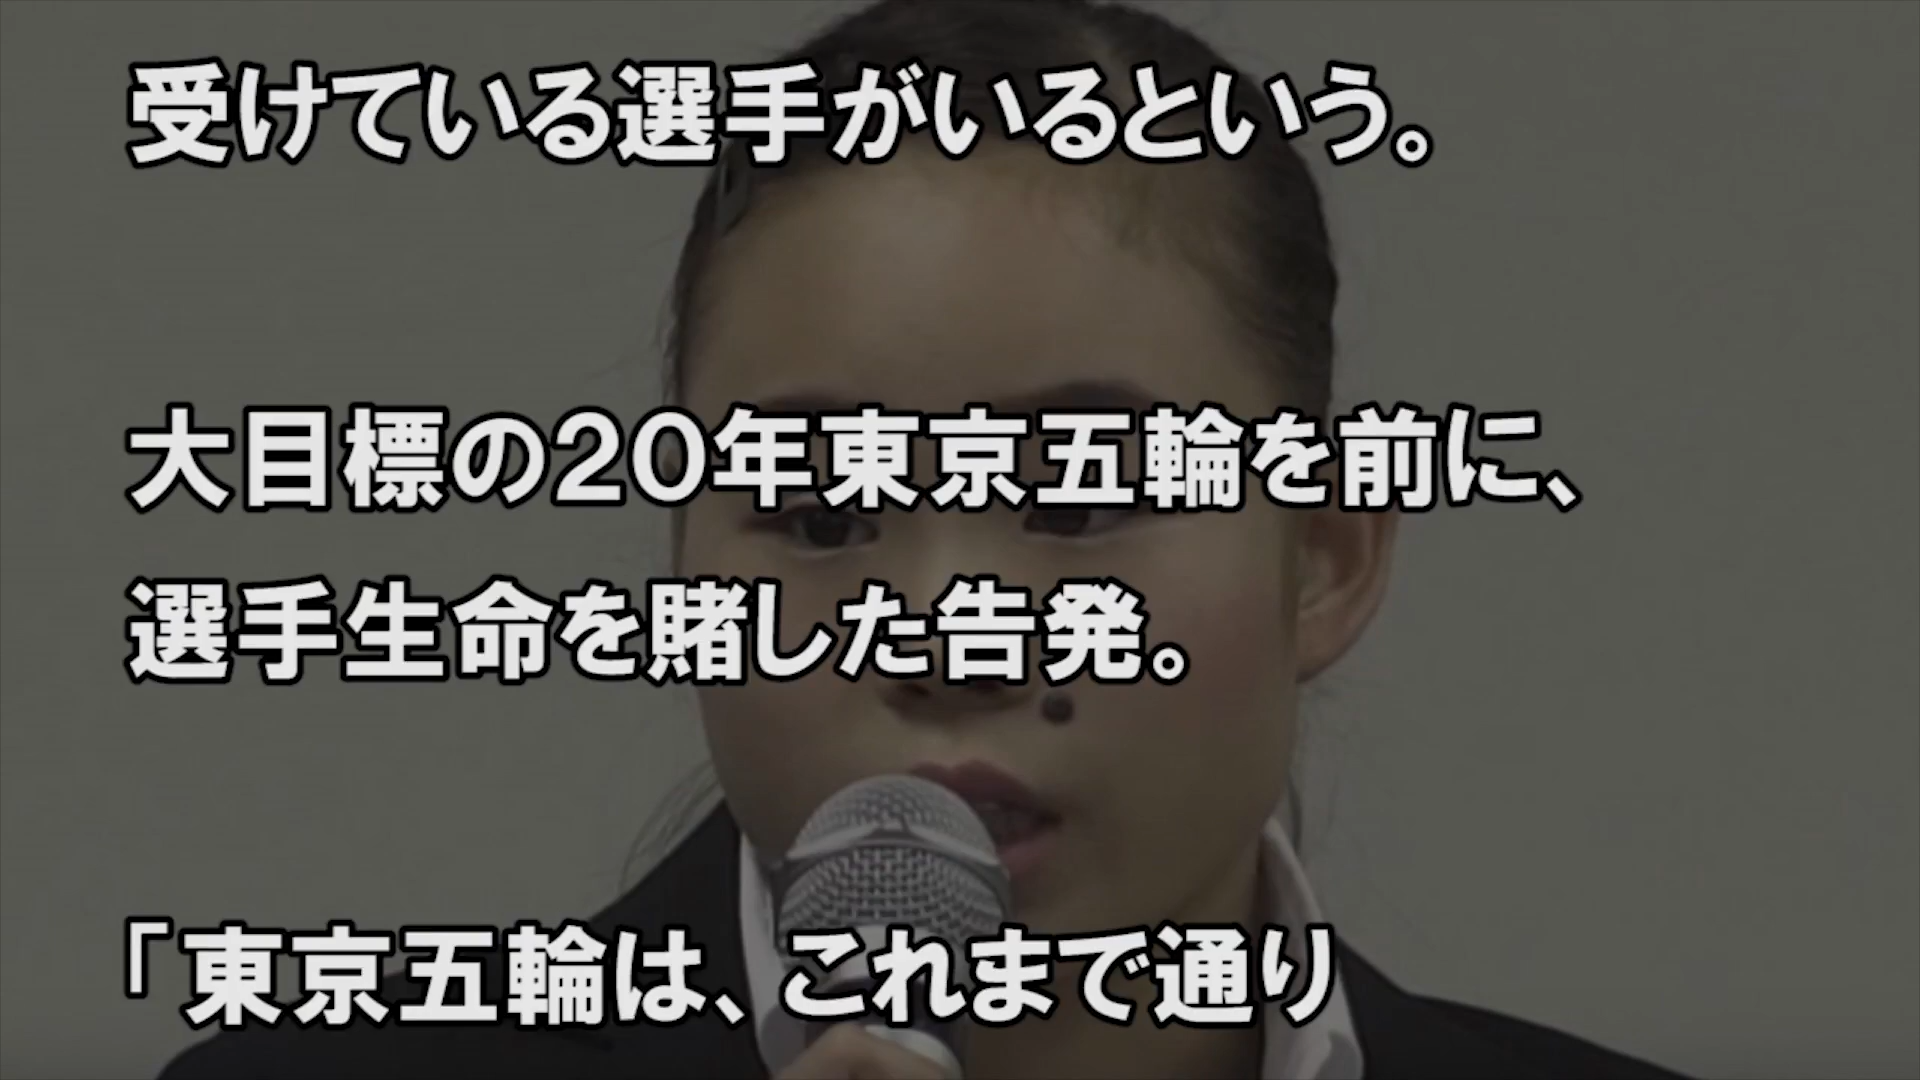 受けている選手がいるという。
大目標の２０年東京五輪を前に、
選手生命を賭した告発。
「東京五輪は、これまで通り